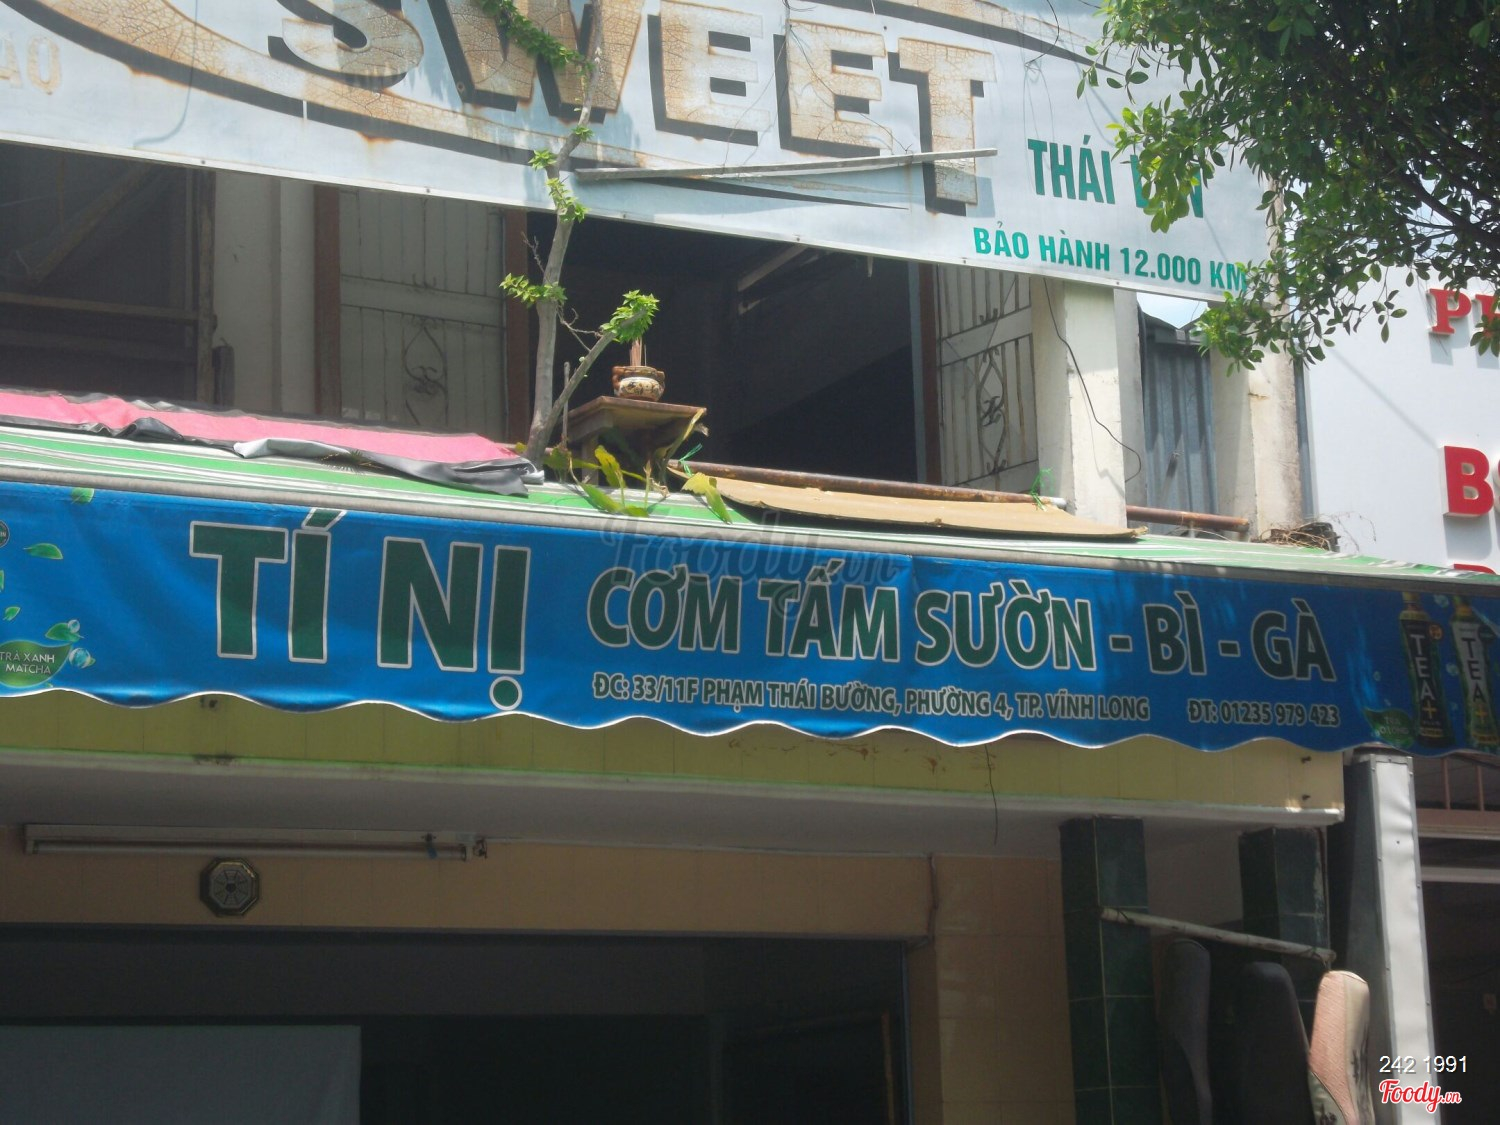 SWEET
THÁI
BẢO HÀNH 12.000 KM
TÍ NỊ
CƠM TẤM SƯỜN - BÌ - GÀ
ĐC: 33/11F PHẠM THÁI BƯỜNG, PHƯỜNG 4, TP. VĨNH LONG ĐT: 01235 979 423
TRÀ XANH
MATCHA
TEA+
TEA+
Foody.vn
242 1991
Foody.vn